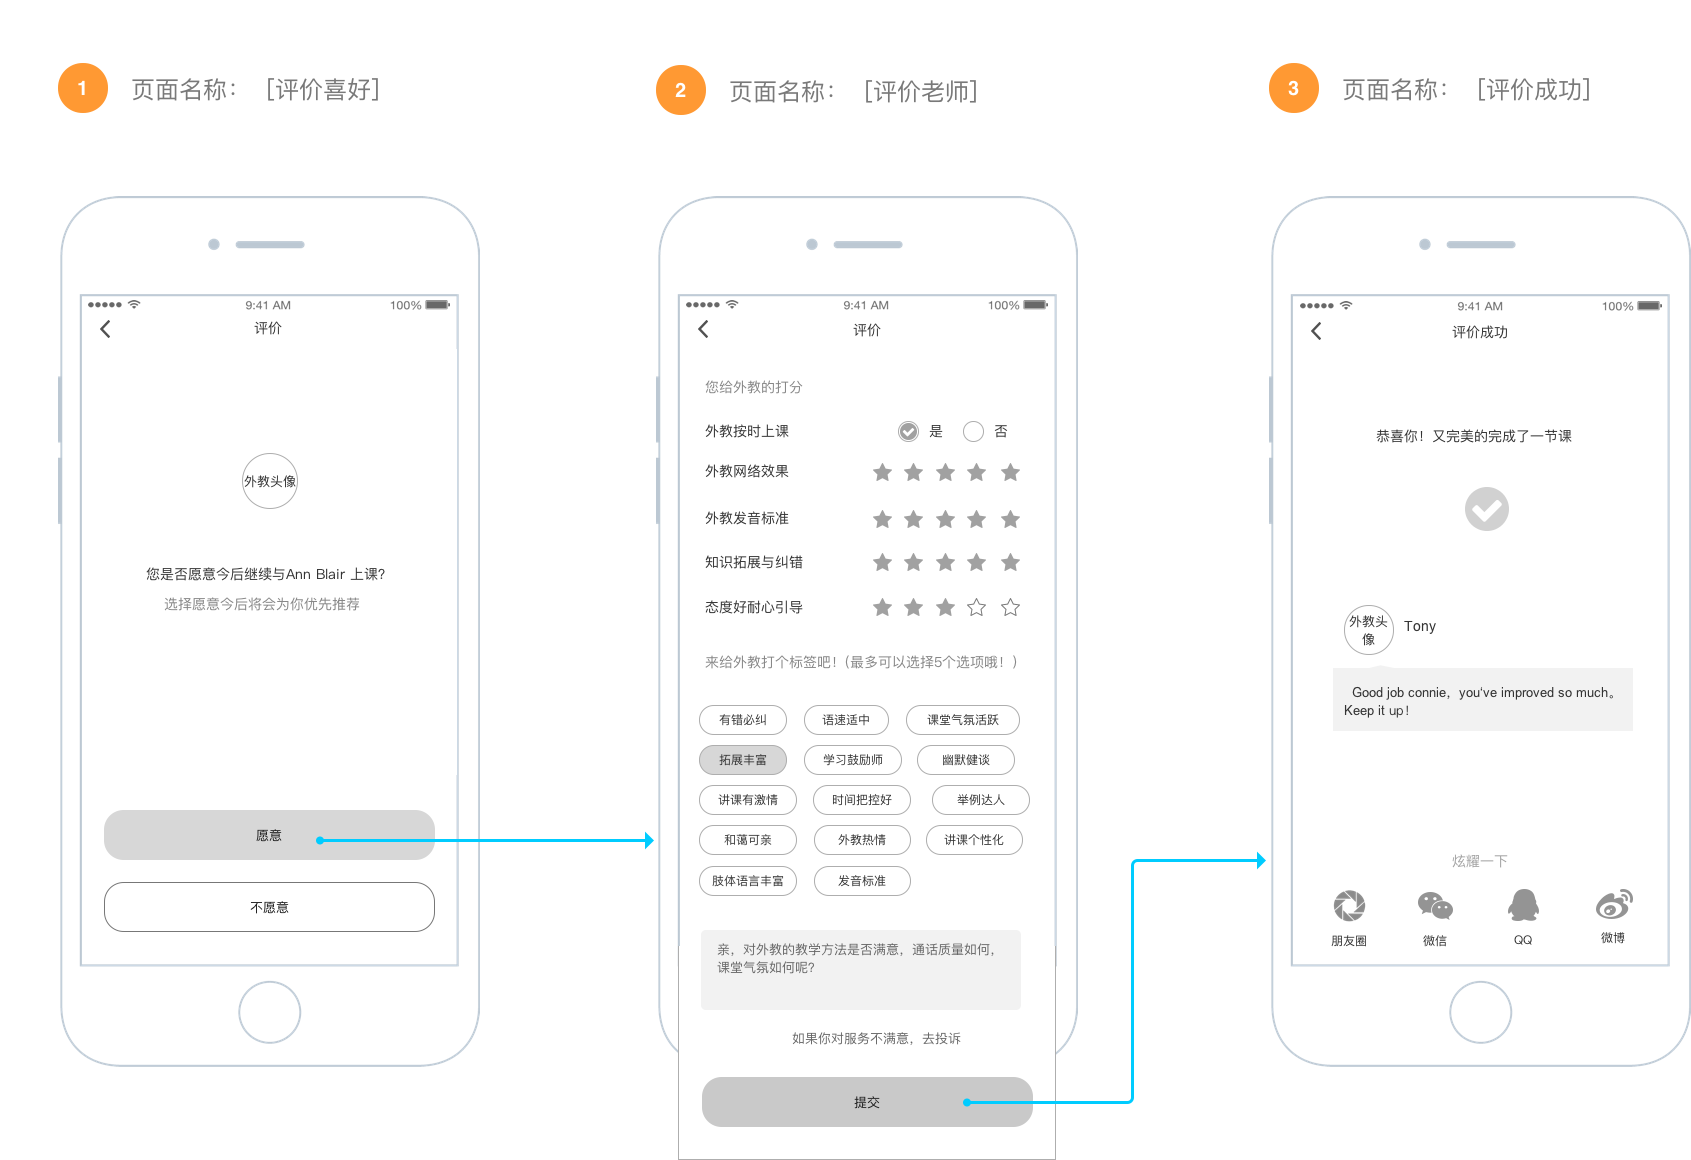 1
页面名称： [评价喜好]
9:41 AM
100%
评价
外教头像
您是否愿意今后继续与Ann Blair 上课?
选择愿意今后将会为你优先推荐
愿意
不愿意
2
页面名称： [评价老师]
9:41 AM
100%
评价
您给外教的打分
外教按时上课
是
否
外教网络效果
外教发音标准
知识拓展与纠错
态度好耐心引导
来给外教打个标签吧！(最多可以选择5个选项哦！)
有错必纠
语速适中
课堂气氛活跃
拓展丰富
学习鼓励师
幽默健谈
讲课有激情
时间把控好
举例达人
和蔼可亲
外教热情
讲课个性化
肢体语言丰富
发音标准
亲，对外教的教学方法是否满意，通话质量如何，
课堂气氛如何呢?
如果你对服务不满意，去投诉
提交
3
页面名称： [评价成功]
9:41 AM
100%
评价成功
恭喜你！又完美的完成了一节课
外教头
像
Tony
Good job connie，you've improved so much。
Keep it up！
炫耀一下
朋友圈
微信
QQ
微博